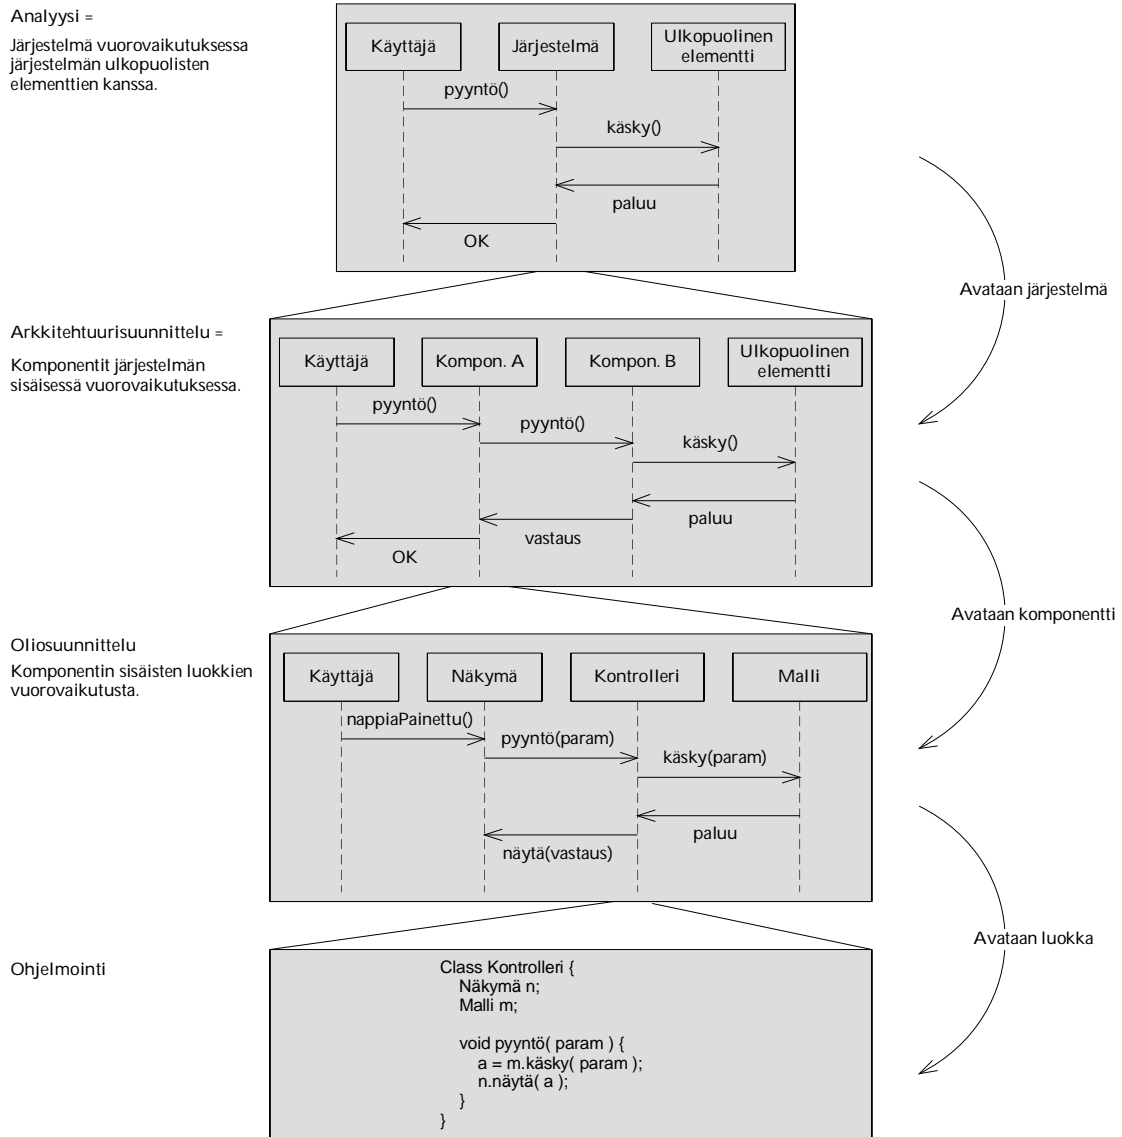 Analyysi =
Järjestelmä vuorovaikutuksessa
järjestelmän ulkopuolisten
elementtien kanssa.
Käyttäjä
Järjestelmä
Ulkopuolinen
elementti
pyyntö()
käsky()
paluu
OK
Avataan järjestelmä
Arkkitehtuurisuunnittelu =
Komponentit järjestelmän
sisäisessä vuorovaikutuksessa.
Käyttäjä
Kompon. A
Kompon. B
Ulkopuolinen
elementti
pyyntö()
pyyntö()
käsky()
paluu
vastaus
OK
Avataan komponentti
Oliosuunnittelu
Komponentin sisäisten luokkien
vuorovaikutusta.
Käyttäjä
Näkymä
Kontrolleri
Malli
nappiaPainettu()
pyyntö(param)
käsky(param)
paluu
näytä(vastaus)
Avataan luokka
Ohjelmointi
Class Kontrolleri {
Näkymä n;
Malli m;
void pyyntö( param ) {
a = m.käsky( param );
n.näytä( a );
}
}